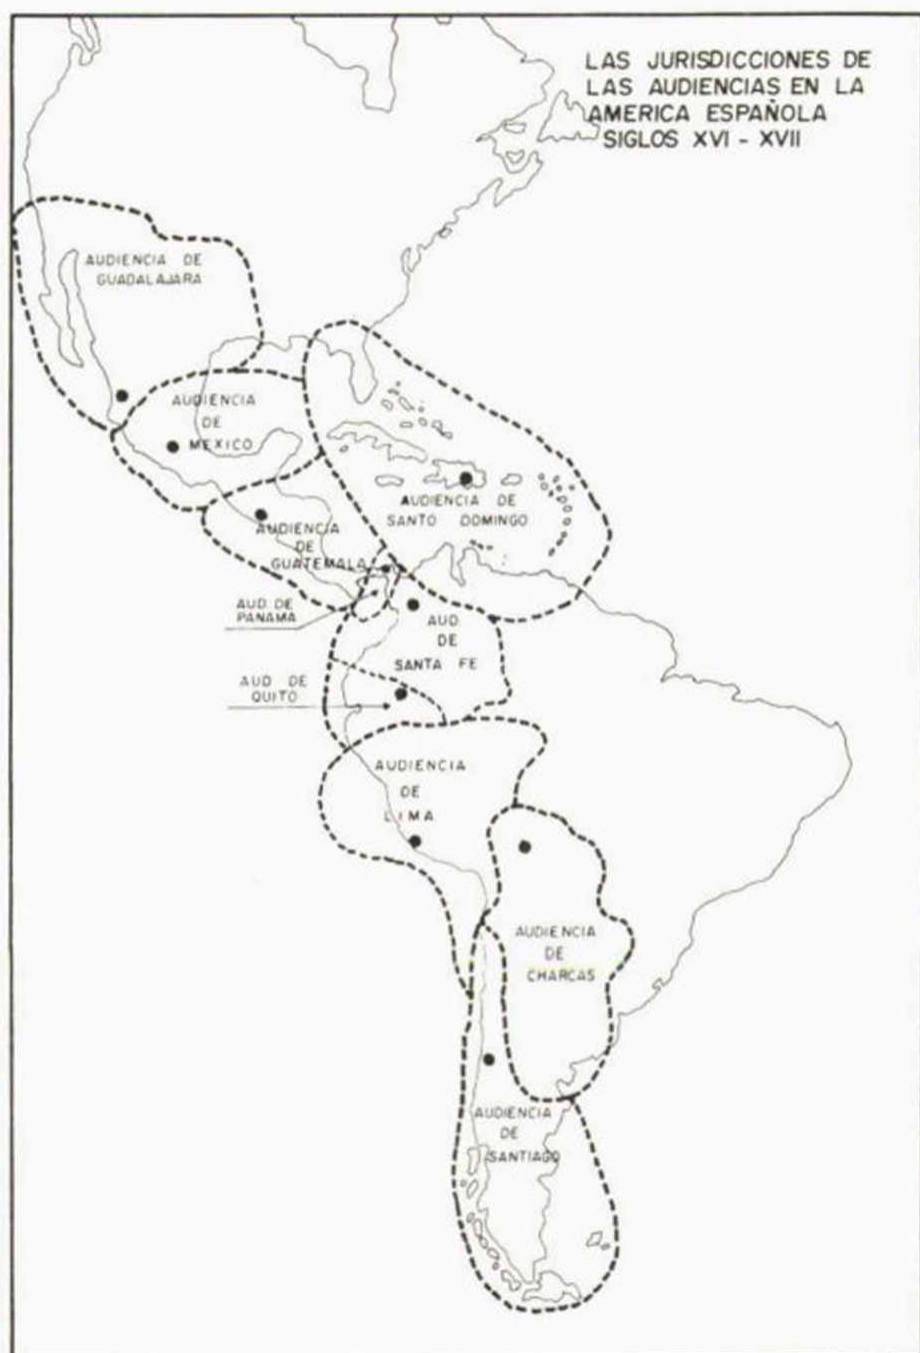 LAS JURISDICCIONES DE
LAS AUDIENCIAS EN LA
AMERICA ESPAÑOLA
SIGLOS XVI - XVII
AUDIENCIA DE
GUADALAJARA
AUDIENCIA
DE
MEXICO
AUDIENCIA DE
SANTO DOMINGO
AUDIENCIA
DE
GUATEMALA
AUD. DE
PANAMA
AUD.
DE
SANTA FE
AUD. DE
QUITO
AUDIENCIA
DE
LIMA
AUDIENCIA
DE
CHARCAS
AUDIENCIA
DE
SANTIAGO